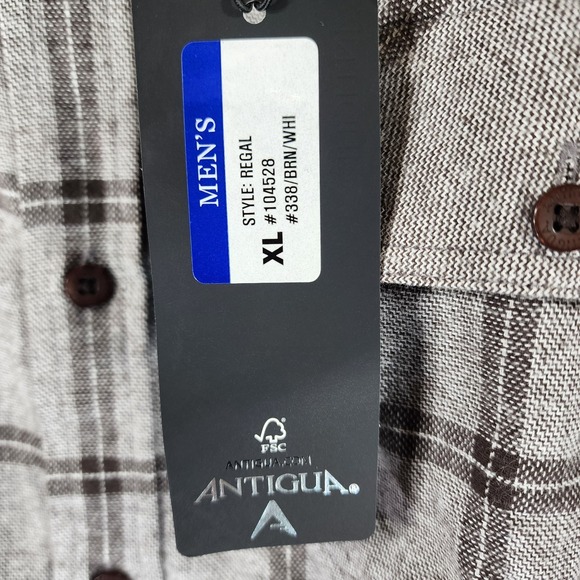 MEN'S
STYLE: REGAL
XL #104528
#338/BRN/WHI
FSC
ANTIGUA.COM
ANTIGUA®